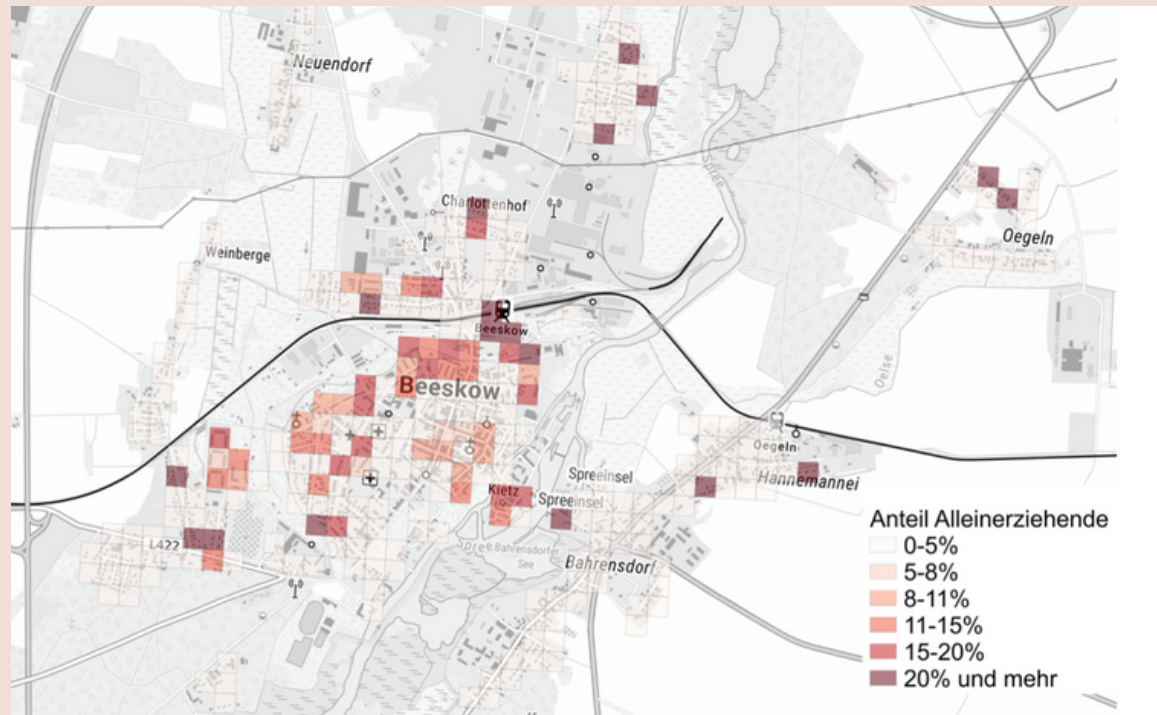 Neuendorf
Spree
Charlottenhof
Oegeln
Weinberge
Beeskow
Beeskow
Oelse
Oegeln
Hannemannei
Spreeinsel
Kietz
Spreeinsel
L422
Spree
Bahrensdorfer
See
Bahrensdorf
Anteil Alleinerziehende
0-5%
5-8%
8-11%
11-15%
15-20%
20% und mehr